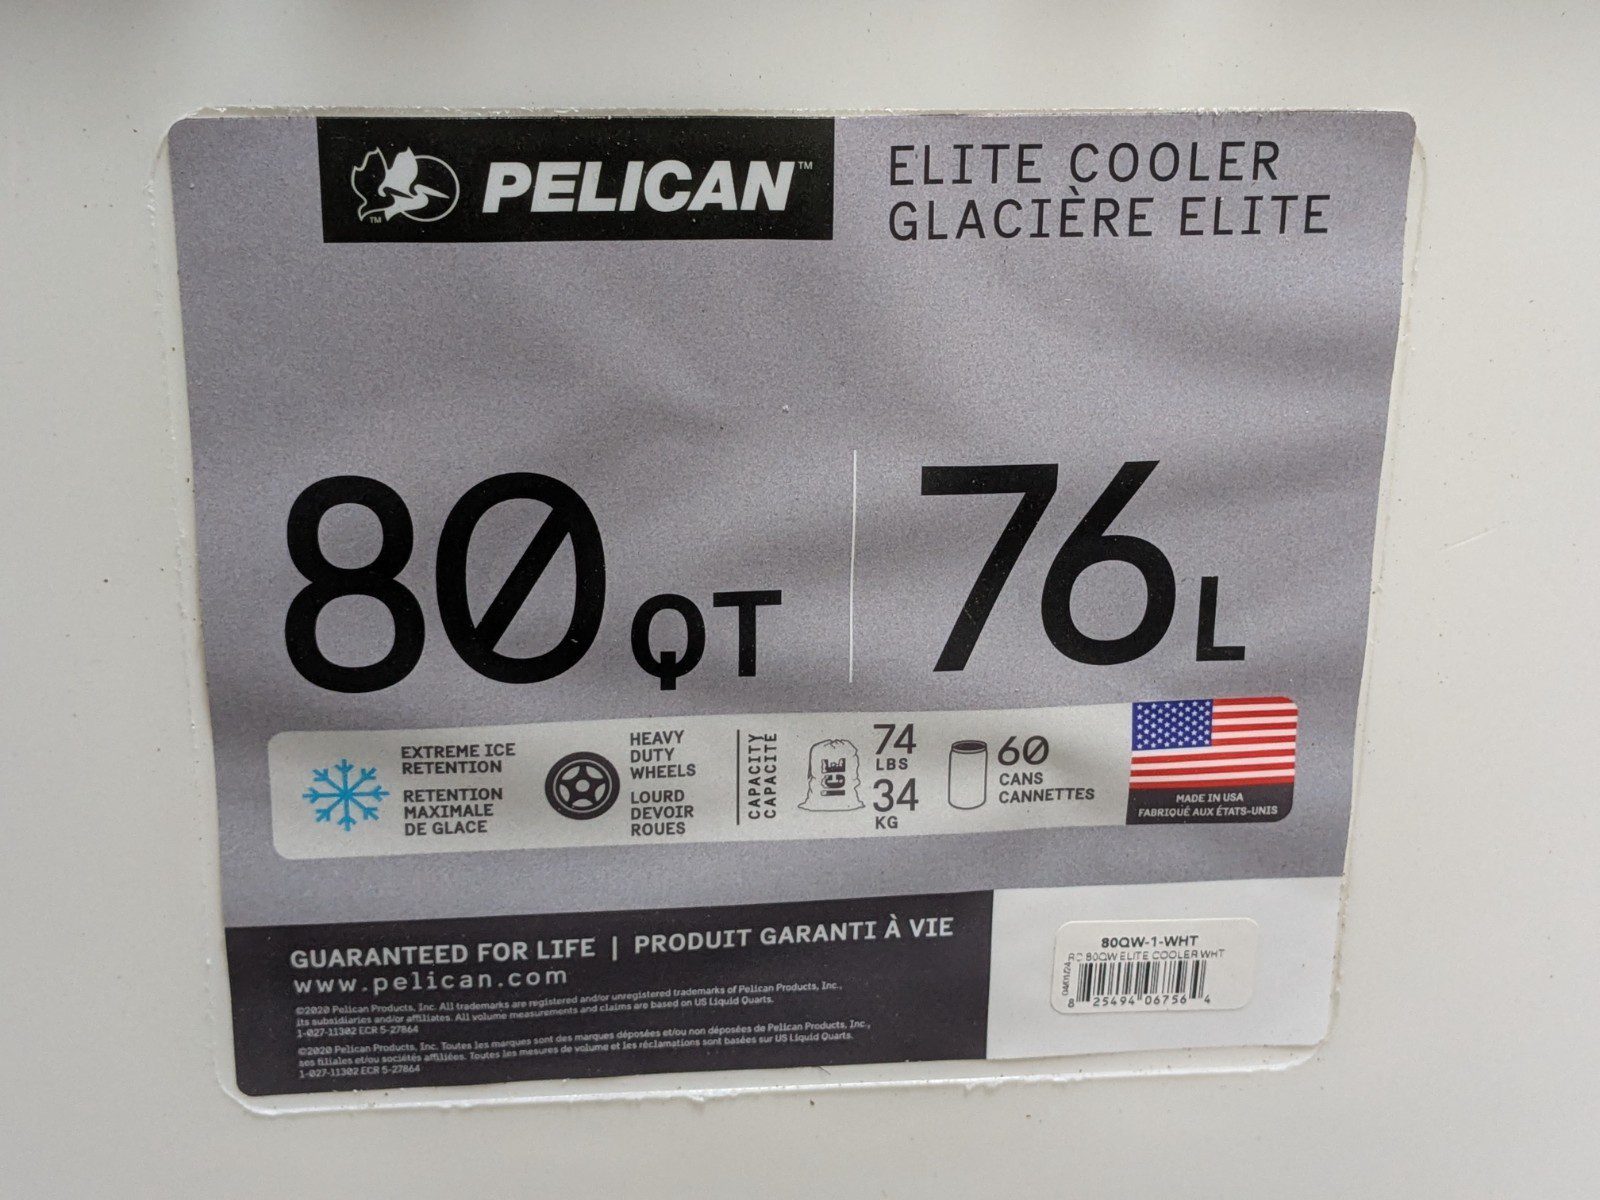 PELICAN™
™
ELITE COOLER
GLACIÈRE ELITE
80 QT
76 L
EXTREME ICE
RETENTION
RETENTION
MAXIMALE
DE GLACE
HEAVY
DUTY
WHEELS
LOURD
DEVOIR
ROUES
CAPACITY
CAPACITÉ
ICE
74
LBS
34
KG
60
CANS
CANNETTES
MADE IN USA
FABRIQUÉ AUX ÉTATS-UNIS
GUARANTEED FOR LIFE | PRODUIT GARANTI À VIE
www.pelican.com
©2020 Pelican Products, Inc. All trademarks are registered and/or unregistered trademarks of Pelican Products, Inc.,
its subsidiaries and/or affiliates. All volume measurements and claims are based on US Liquid Quarts.
1-027-11302 ECR 5-27864
©2020 Pelican Products, Inc. Toutes les marques sont des marques déposées et/ou non déposées de Pelican Products, Inc.,
ses filiales et/ou sociétés affiliées. Toutes les mesures de volume et les réclamations sont basées sur US Liquid Quarts.
1-027-11302 ECR 5-27864
80QW-1-WHT
80QW ELITE COOLER WHT
8 25494 06756 4